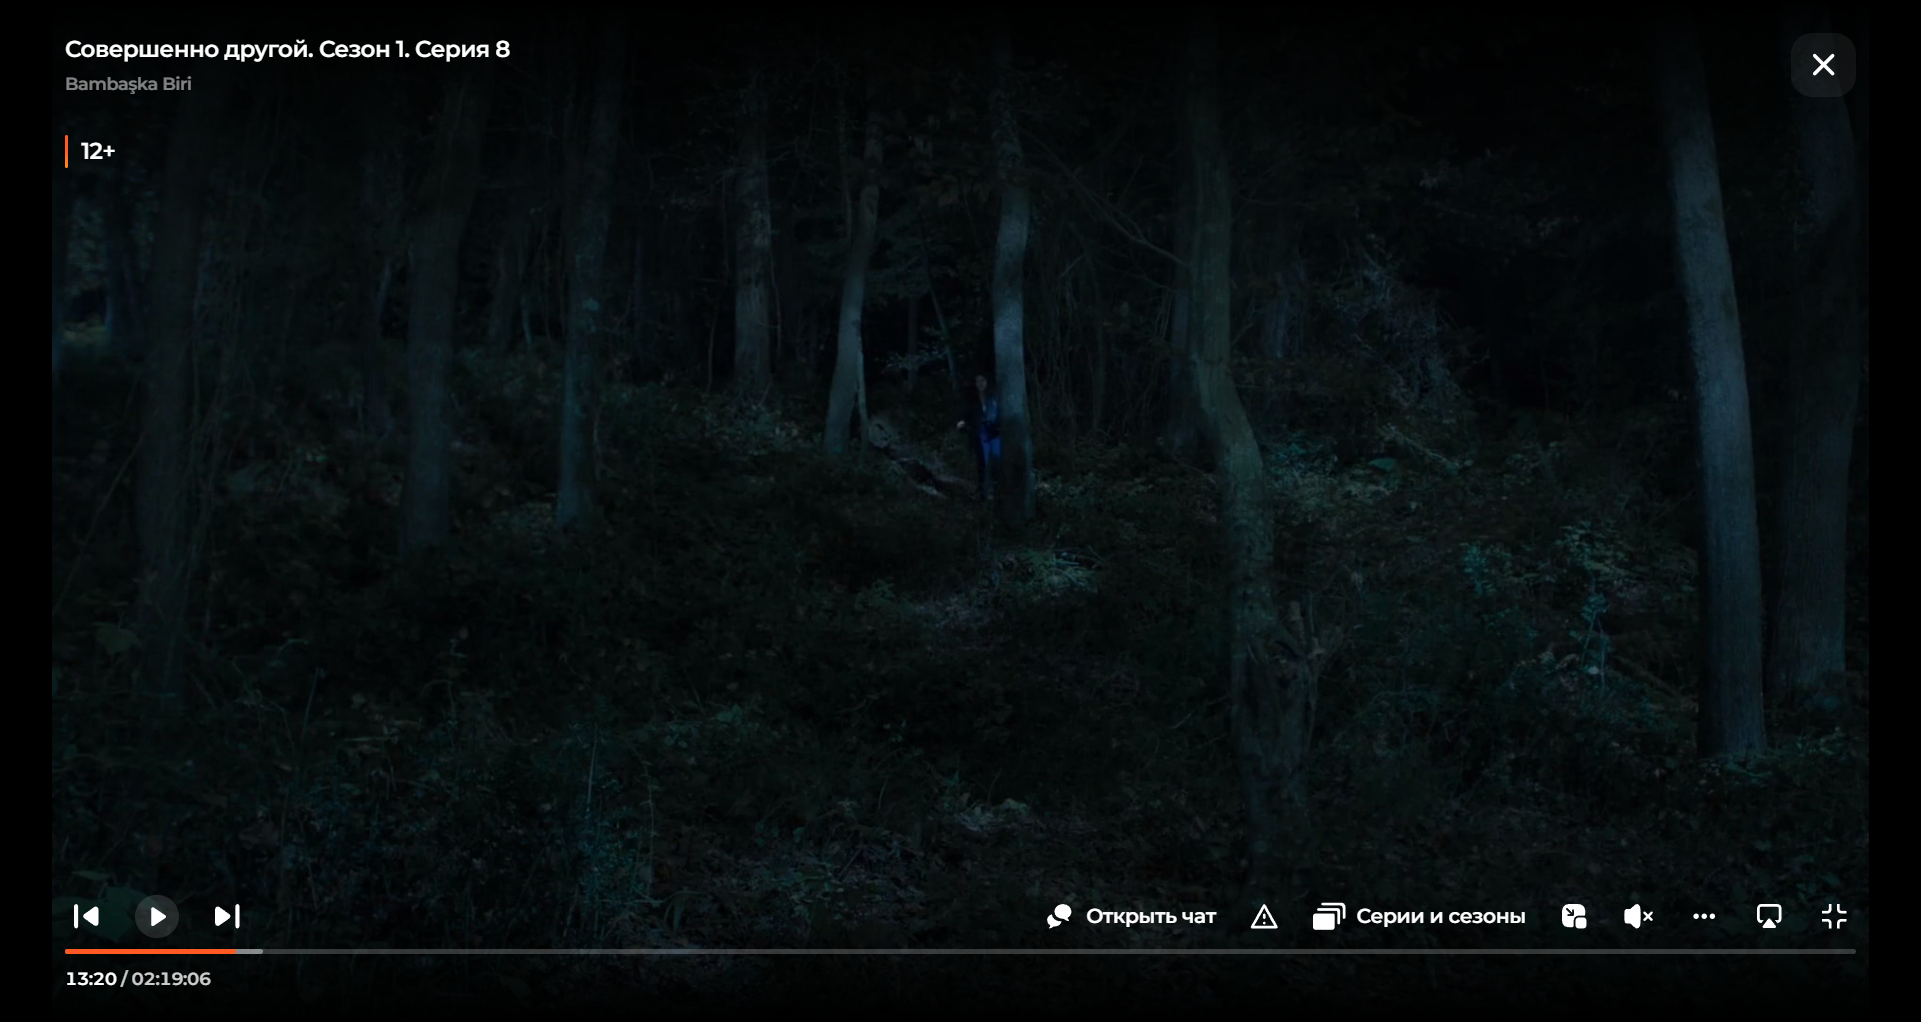 Совершенно другой. Сезон 1. Серия 8
Bambaşka Biri
12+
Открыть чат
Серии и сезоны
13:20 / 02:19:06